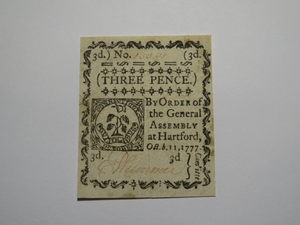 3d.) No. (3d.
(THREE PENCE.)
By Order of
the General
Assembly
at Hartford,
Oct. 11, 1777.
3d. 3d